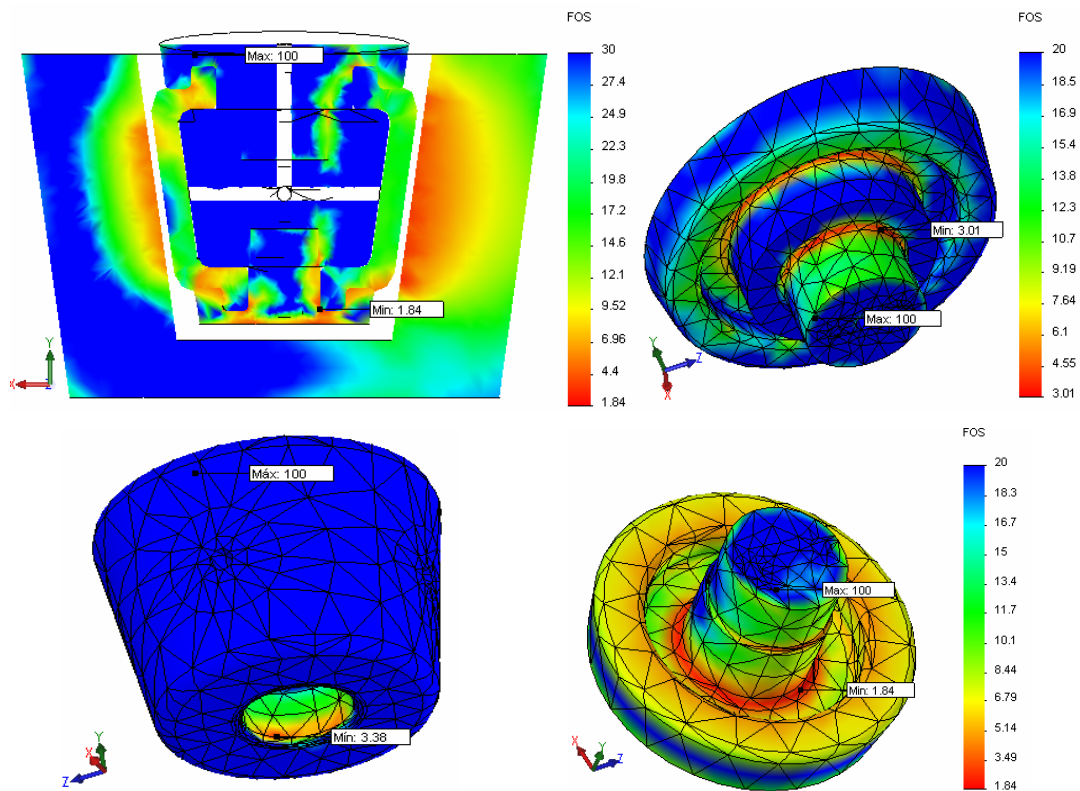 FOS
Max: 100
30
27.4
24.9
22.3
19.8
17.2
14.6
12.1
9.52
6.96
4.4
1.84
Min: 1.84
Y
X
Z
FOS
20
18.5
16.9
15.4
13.8
12.3
10.7
9.19
7.64
6.1
4.55
3.01
Min: 3.01
Max: 100
Y
Z
X
Máx: 100
Mín: 3.38
Y
X
Z
FOS
20
18.3
16.7
15
13.4
11.7
10.1
8.44
6.79
5.14
3.49
1.84
Max: 100
Min: 1.84
X
Y
Z